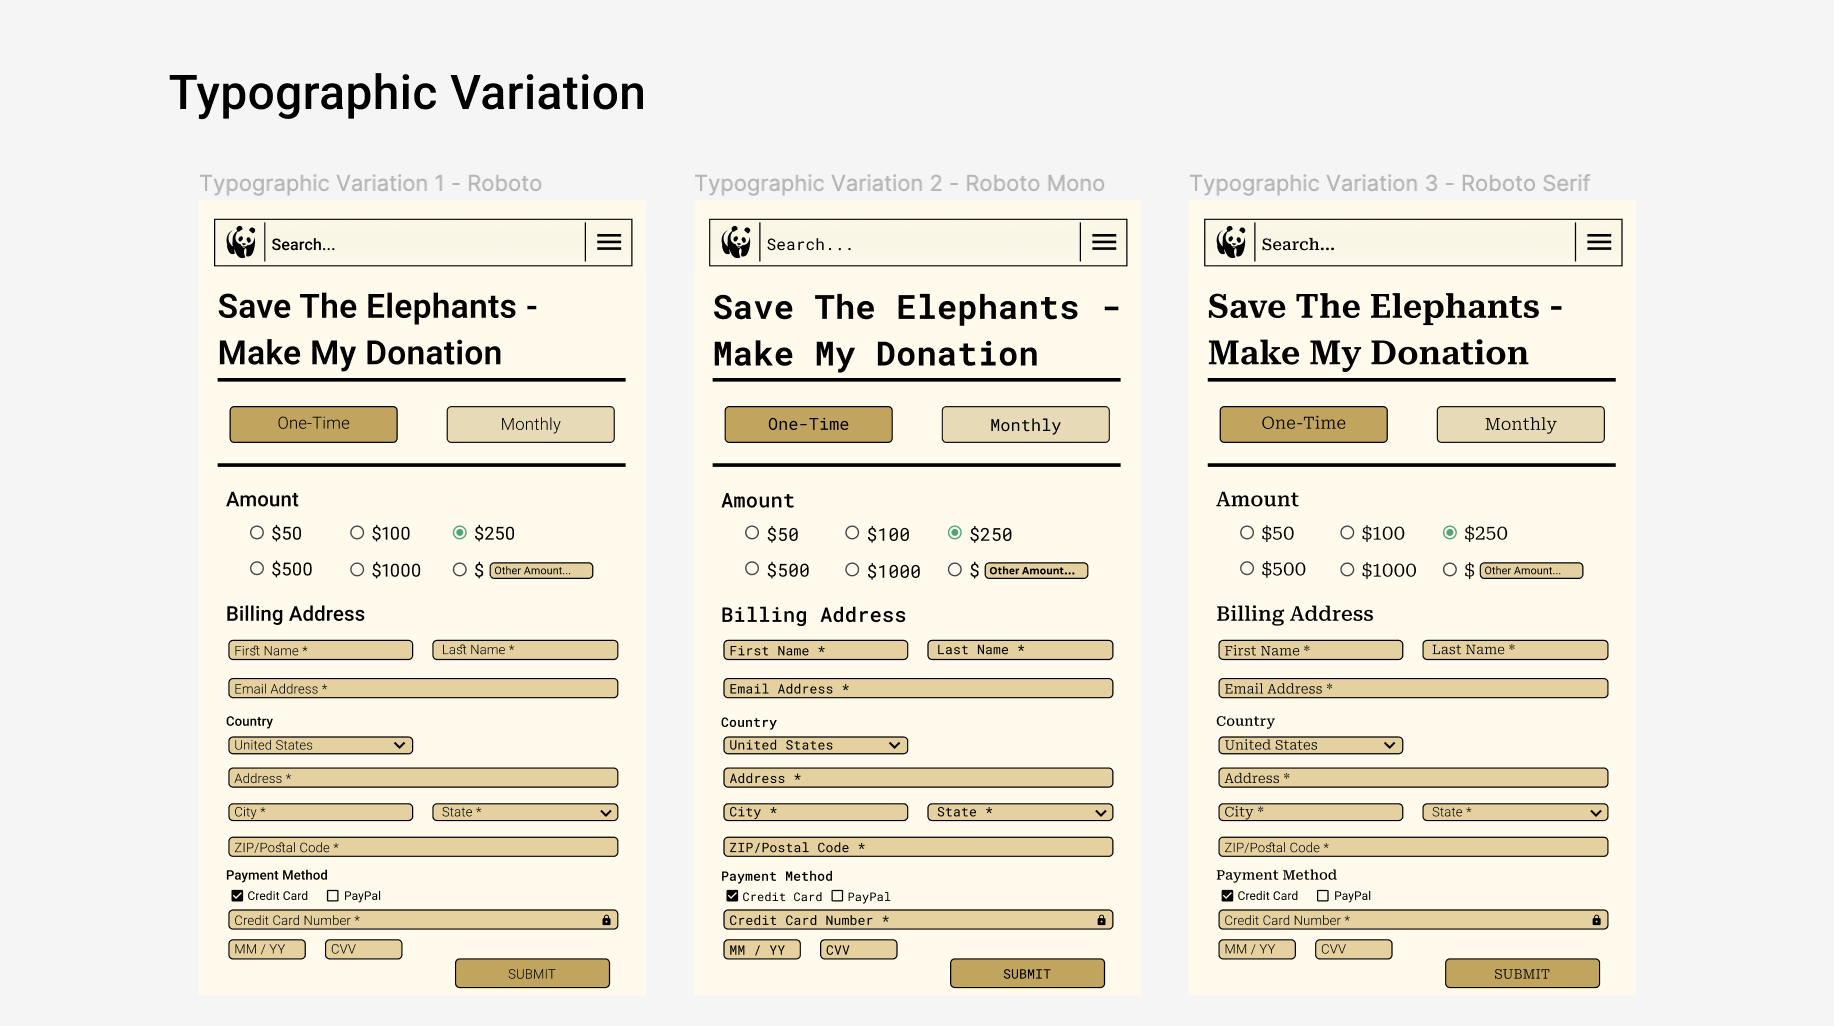 Typographic Variation
Typographic Variation 1 - Roboto
Search...
Save The Elephants -
Make My Donation
One-Time Monthly
Amount
$50 $100 $250
$500 $1000 $ Other Amount...
Billing Address
First Name * Last Name *
Email Address *
Country
United States
Address *
City * State *
ZIP/Postal Code *
Payment Method
Credit Card PayPal
Credit Card Number *
MM / YY CVV
SUBMIT
Typographic Variation 2 - Roboto Mono
Search...
Save The Elephants -
Make My Donation
One-Time Monthly
Amount
$50 $100 $250
$500 $1000 $ Other Amount...
Billing Address
First Name * Last Name *
Email Address *
Country
United States
Address *
City * State *
ZIP/Postal Code *
Payment Method
Credit Card PayPal
Credit Card Number *
MM / YY CVV
SUBMIT
Typographic Variation 3 - Roboto Serif
Search...
Save The Elephants -
Make My Donation
One-Time Monthly
Amount
$50 $100 $250
$500 $1000 $ Other Amount...
Billing Address
First Name * Last Name *
Email Address *
Country
United States
Address *
City * State *
ZIP/Postal Code *
Payment Method
Credit Card PayPal
Credit Card Number *
MM / YY CVV
SUBMIT